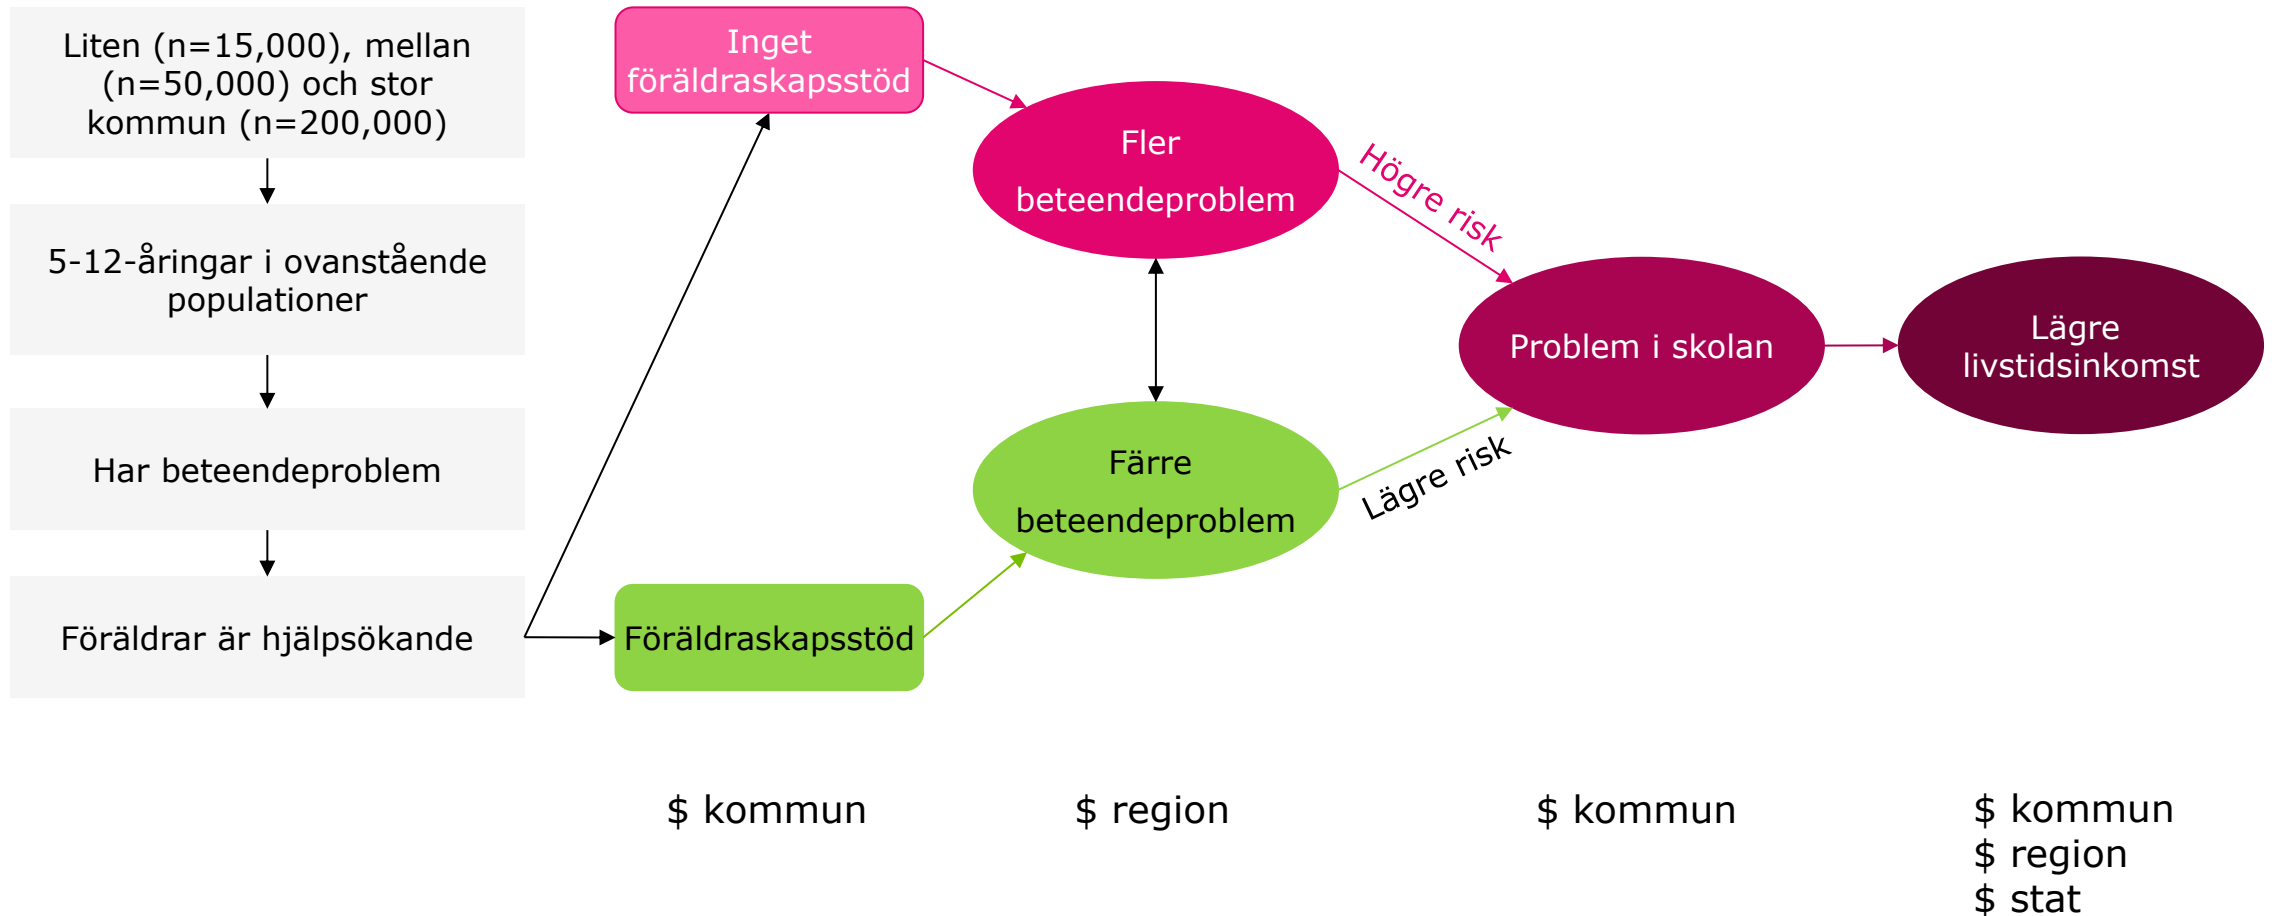 Liten (n=15,000), mellan
(n=50,000) och stor
kommun (n=200,000)
5-12-åringar i ovanstående
populationer
Har beteendeproblem
Föräldrar är hjälpsökande
Inget
föräldraskapsstöd
Föräldraskapsstöd
Fler
beteendeproblem
Färre
beteendeproblem
Högre risk
Lägre risk
Problem i skolan
Lägre
livstidsinkomst
$ kommun
$ region
$ kommun
$ kommun
$ region
$ stat